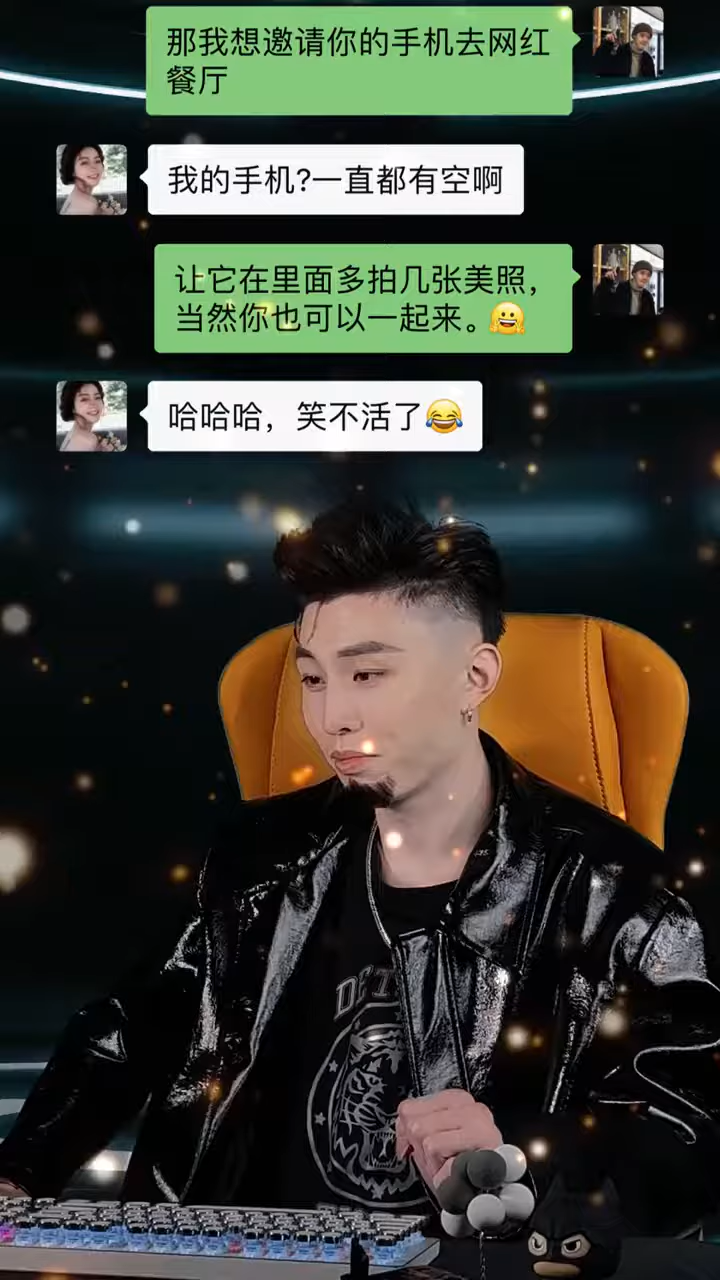 那我想邀请你的手机去网红
餐厅
我的手机?一直都有空啊
让它在里面多拍几张美照，
当然你也可以一起来。🤗
哈哈哈，笑不活了😂